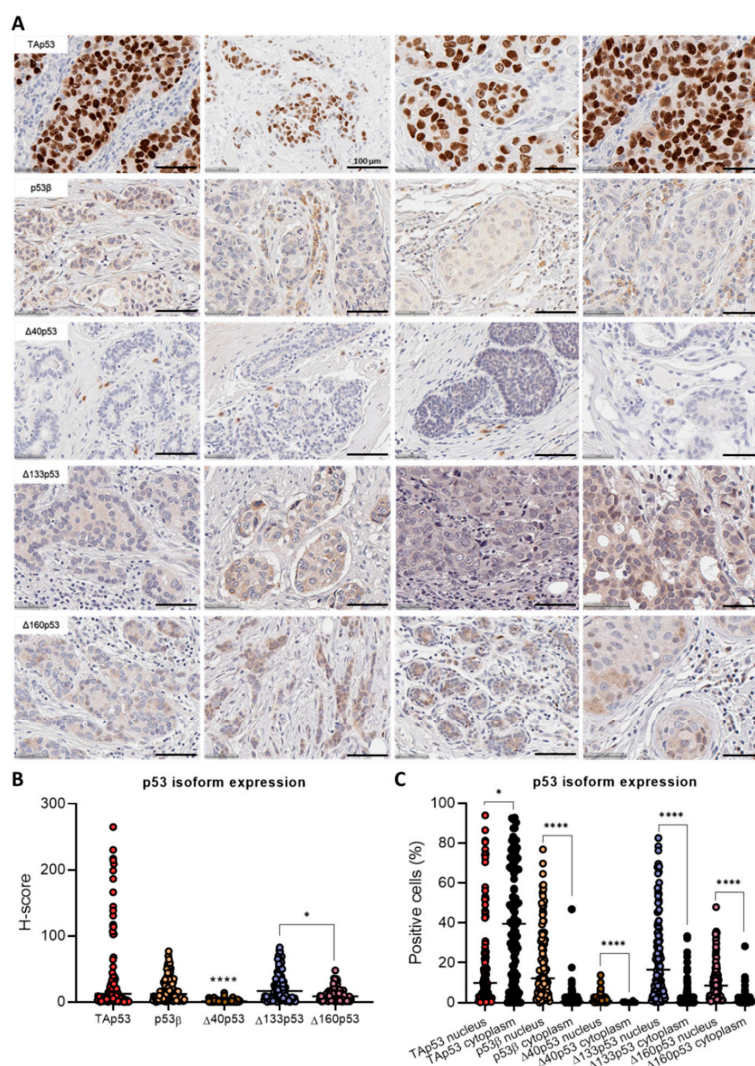 A
TAp53
100 µm
p53β
Δ40p53
Δ133p53
Δ160p53
B
p53 isoform expression
300
200
100
0
H-score
****
*
TAp53
p53β
Δ40p53
Δ133p53
Δ160p53
C
p53 isoform expression
100
80
60
40
20
0
Positive cells (%)
*
****
****
****
****
TAp53 nucleus
TAp53 cytoplasm
p53β nucleus
p53β cytoplasm
Δ40p53 nucleus
Δ40p53 cytoplasm
Δ133p53 nucleus
Δ133p53 cytoplasm
Δ160p53 nucleus
Δ160p53 cytoplasm